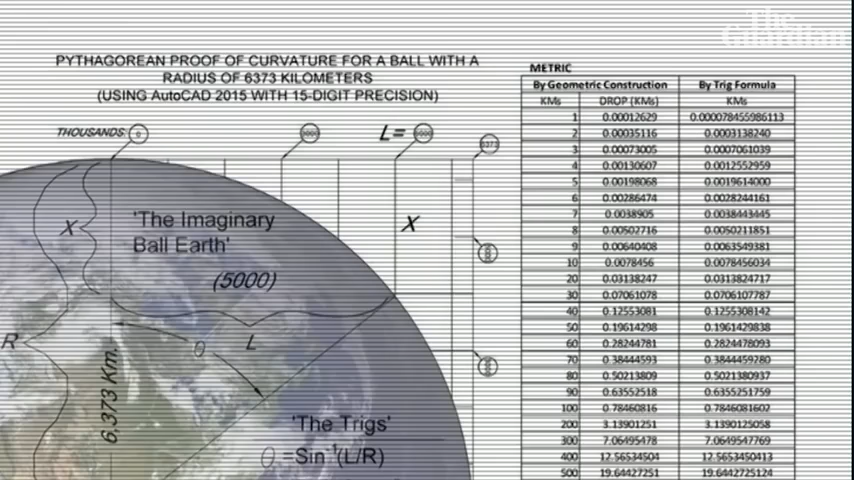 The Guardian
PYTHAGOREAN PROOF OF CURVATURE FOR A BALL WITH A
RADIUS OF 6373 KILOMETERS
(USING AutoCAD 2015 WITH 15-DIGIT PRECISION)
THOUSANDS: 0
L=
X
X
'The Imaginary
Ball Earth'
(5000)
R
θ
L
6,373 Km.
'The Trigs'
θ =Sin⁻¹(L/R)
METRIC
By Geometric Construction By Trig Formula
KMs DROP (KMs) KMs
1 0.00012629 0.000078455986113
2 0.00035116 0.0003138240
3 0.00073005 0.0007061039
4 0.00130607 0.0012552959
5 0.00198068 0.0019614000
6 0.00286474 0.0028244161
7 0.0038905 0.0038443445
8 0.00502716 0.0050211851
9 0.00640408 0.0063549381
10 0.0078456 0.0078456034
20 0.03138247 0.0313824717
30 0.07061078 0.0706107787
40 0.12553081 0.1255308142
50 0.19614298 0.1961429838
60 0.28244781 0.2824478093
70 0.38444593 0.3844459280
80 0.50213809 0.5021380937
90 0.63552518 0.6355251759
100 0.78460816 0.7846081602
200 3.13901251 3.1390125058
300 7.06495478 7.0649547769
400 12.56534504 12.5653450413
500 19.64427251 19.6442725124